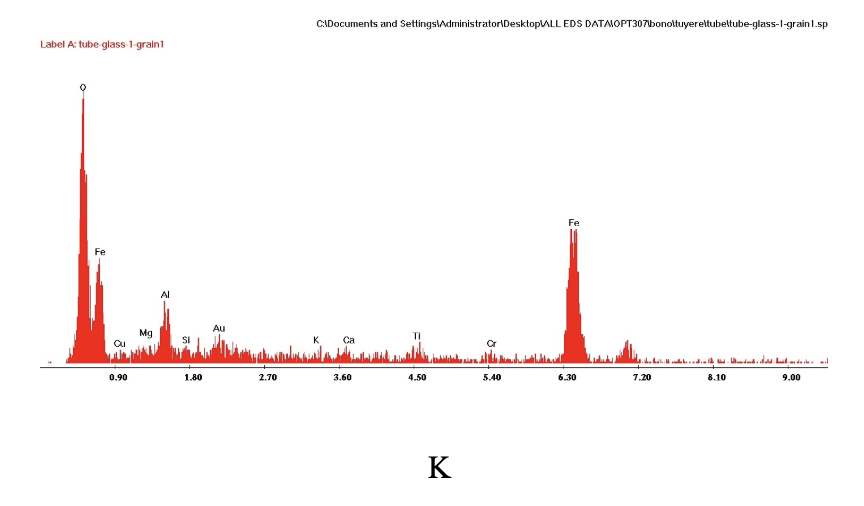 C:\Documents and Settings\Administrator\Desktop\ALL EDS DATA\OPT307\bono\tuyere\tube\tube-glass-1-grain1.sp
Label A: tube-glass-1-grain1
O
Fe
Fe
Al
Cu
Mg
Si
Au
K
Ca
Ti
Cr
0.90 1.80 2.70 3.60 4.50 5.40 6.30 7.20 8.10 9.00
K